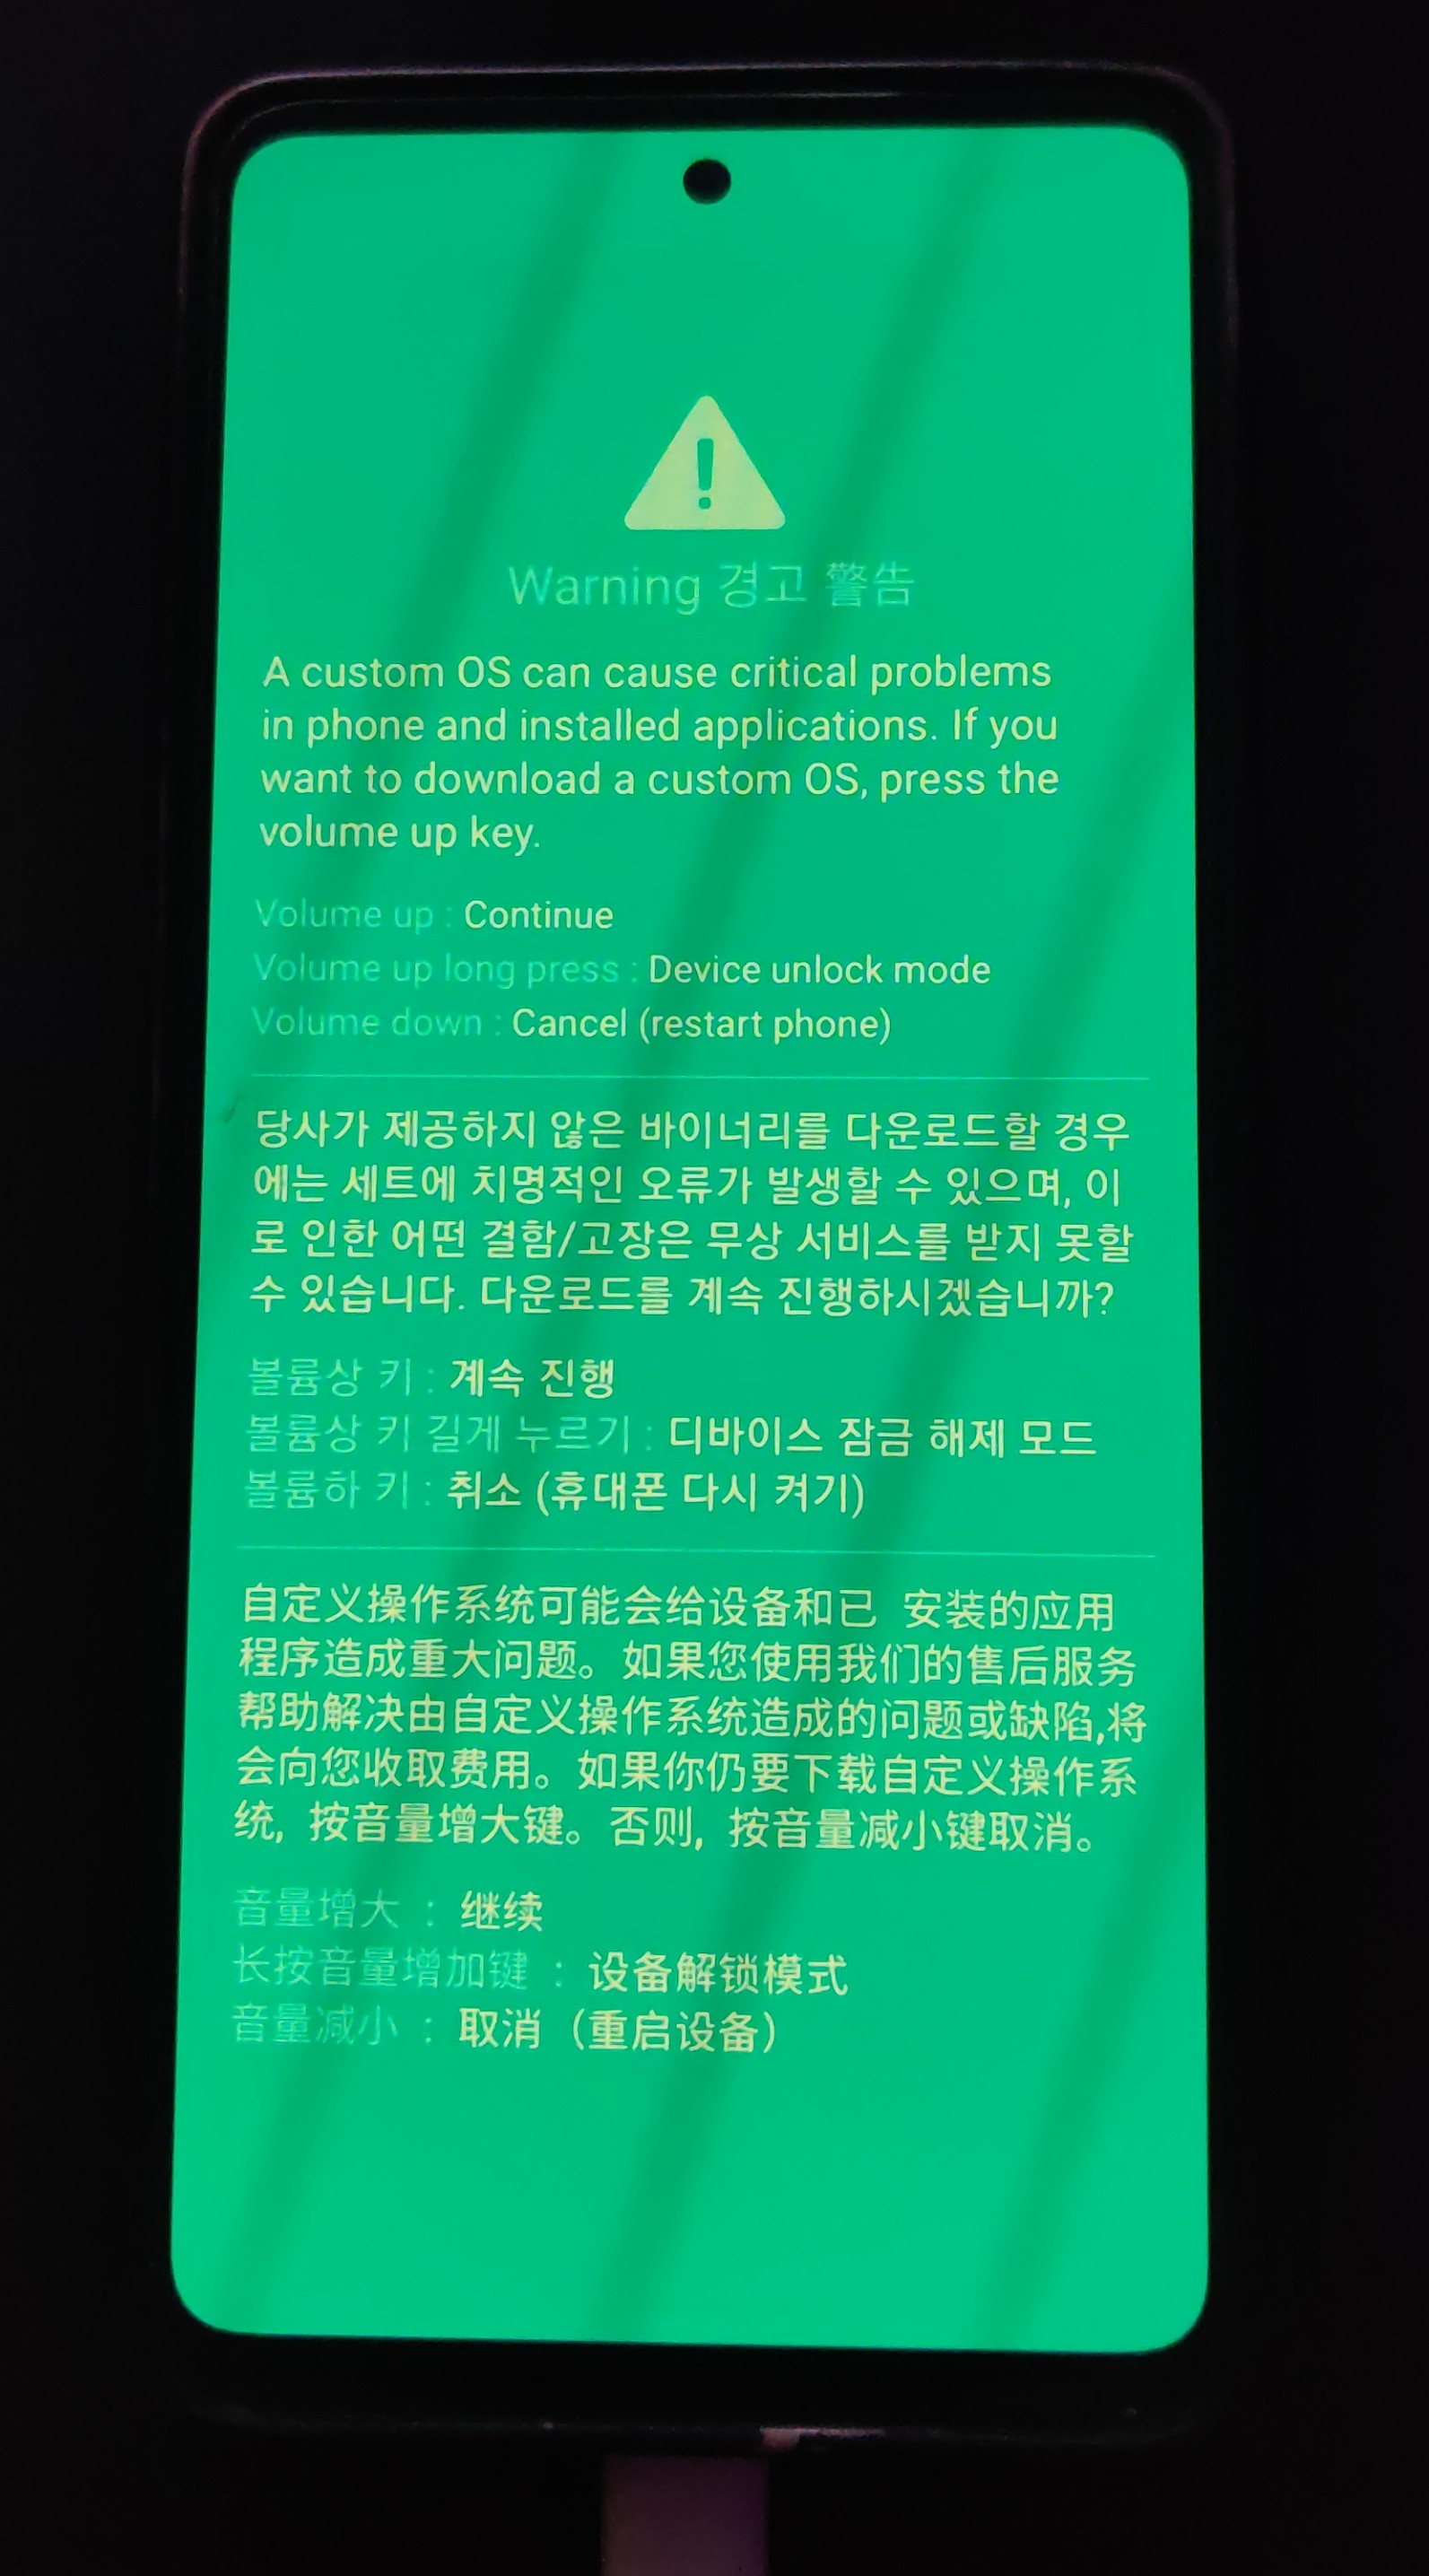 Warning 경고 警告
A custom OS can cause critical problems
in phone and installed applications. If you
want to download a custom OS, press the
volume up key.
Volume up : Continue
Volume up long press : Device unlock mode
Volume down : Cancel (restart phone)
당사가 제공하지 않은 바이너리를 다운로드할 경우
에는 세트에 치명적인 오류가 발생할 수 있으며, 이
로 인한 어떤 결함/고장은 무상 서비스를 받지 못할
수 있습니다. 다운로드를 계속 진행하시겠습니까?
볼륨상 키 : 계속 진행
볼륨상 키 길게 누르기 : 디바이스 잠금 해제 모드
볼륨하 키 : 취소 (휴대폰 다시 켜기)
自定义操作系统可能会给设备和已 安装的应用
程序造成重大问题。如果您使用我们的售后服务
帮助解决由自定义操作系统造成的问题或缺陷,将
会向您收取费用。如果你仍要下载自定义操作系
统, 按音量增大键。否则, 按音量减小键取消。
音量增大 : 继续
长按音量增加键 : 设备解锁模式
音量减小 : 取消（重启设备）